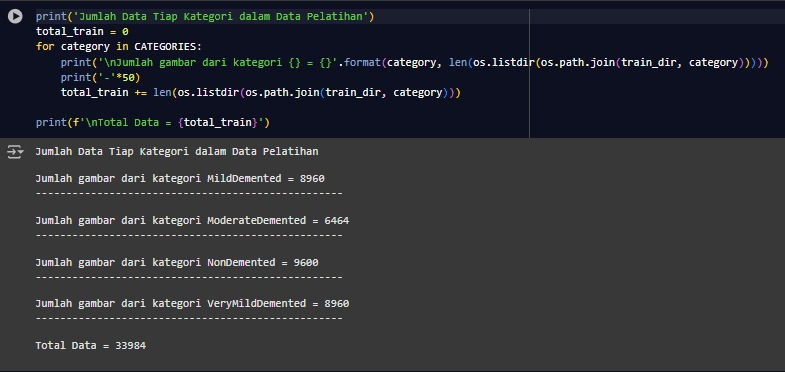 print('Jumlah Data Tiap Kategori dalam Data Pelatihan')
total_train = 0
for category in CATEGORIES:
    print('\nJumlah gambar dari kategori {} = {}'.format(category, len(os.listdir(os.path.join(train_dir, category)))))
    print('-'*50)
    total_train += len(os.listdir(os.path.join(train_dir, category)))
print(f'\nTotal Data = {total_train}')
Jumlah Data Tiap Kategori dalam Data Pelatihan
Jumlah gambar dari kategori MildDemented = 8960
--------------------------------------------------
Jumlah gambar dari kategori ModerateDemented = 6464
--------------------------------------------------
Jumlah gambar dari kategori NonDemented = 9600
--------------------------------------------------
Jumlah gambar dari kategori VeryMildDemented = 8960
--------------------------------------------------
Total Data = 33984